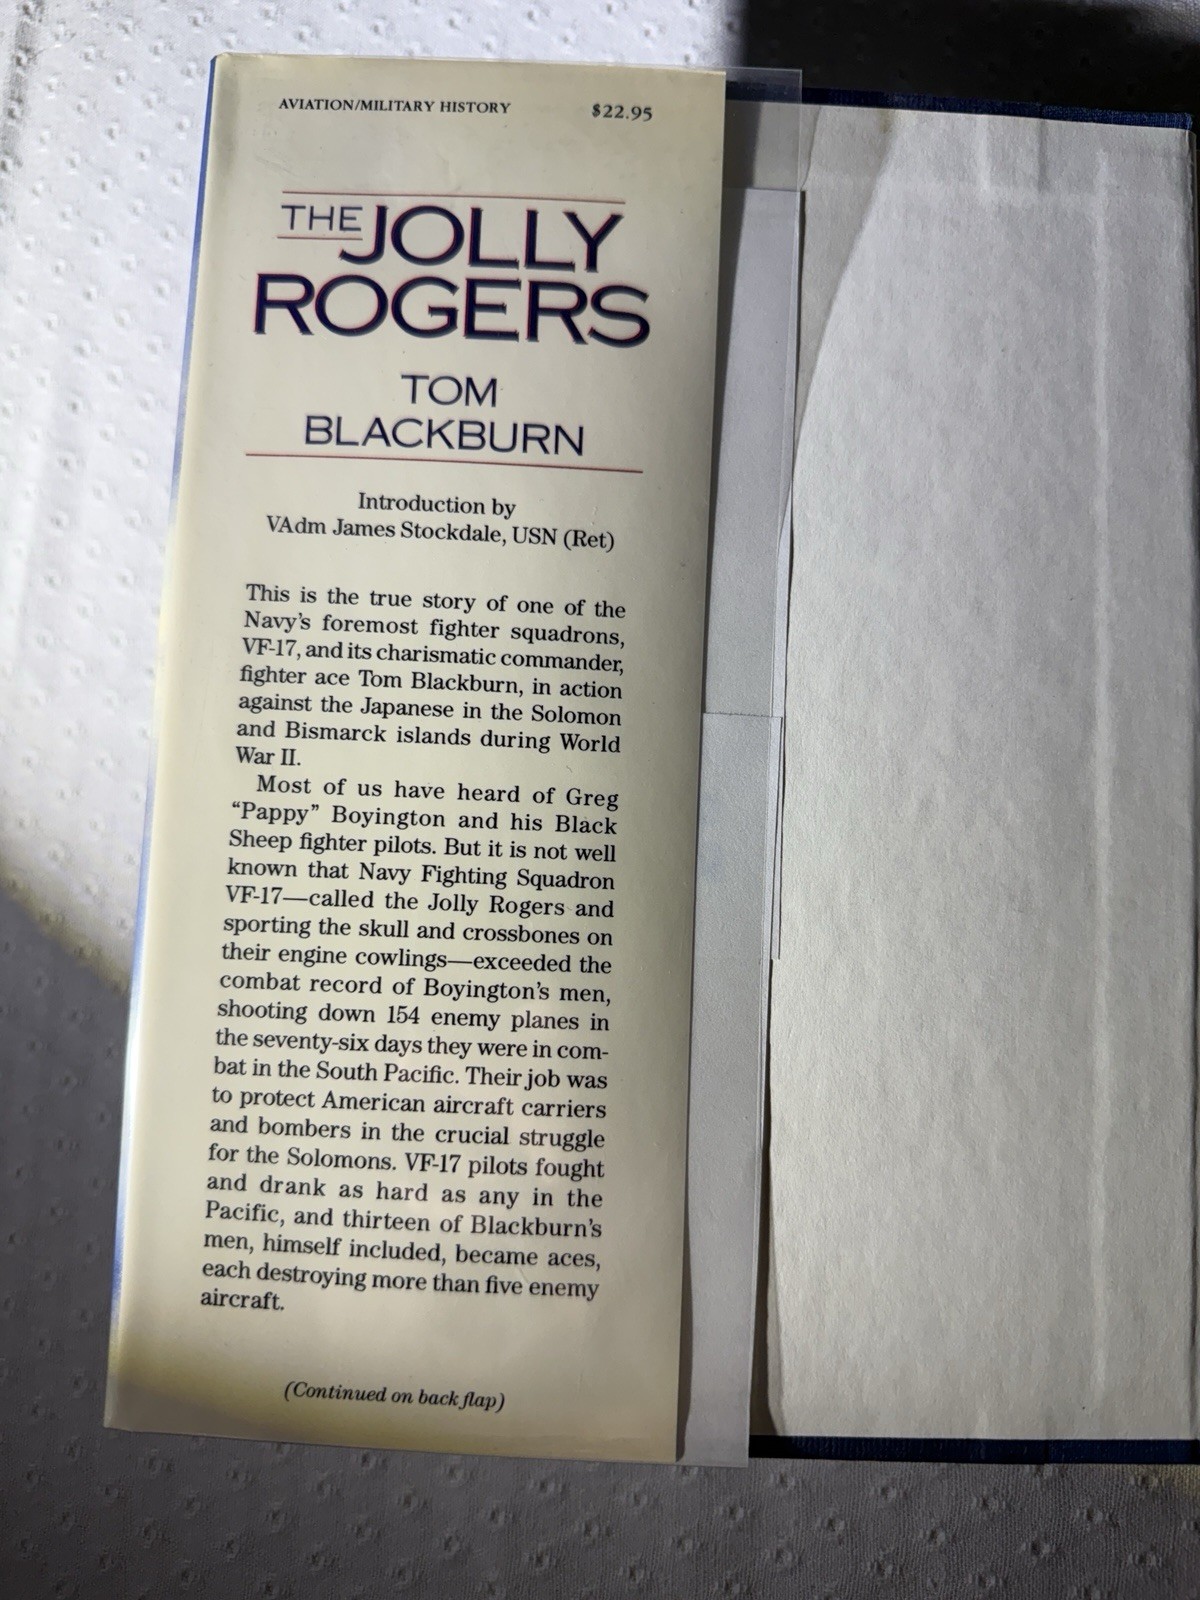 AVIATION/MILITARY HISTORY $22.95
THE JOLLY
ROGERS
TOM
BLACKBURN
Introduction by
VAdm James Stockdale, USN (Ret)
This is the true story of one of the
Navy's foremost fighter squadrons,
VF-17, and its charismatic commander,
fighter ace Tom Blackburn, in action
against the Japanese in the Solomon
and Bismarck islands during World
War II.
Most of us have heard of Greg
“Pappy” Boyington and his Black
Sheep fighter pilots. But it is not well
known that Navy Fighting Squadron
VF-17—called the Jolly Rogers and
sporting the skull and crossbones on
their engine cowlings—exceeded the
combat record of Boyington's men,
shooting down 154 enemy planes in
the seventy-six days they were in com-
bat in the South Pacific. Their job was
to protect American aircraft carriers
and bombers in the crucial struggle
for the Solomons. VF-17 pilots fought
and drank as hard as any in the
Pacific, and thirteen of Blackburn's
men, himself included, became aces,
each destroying more than five enemy
aircraft.
(Continued on back flap)